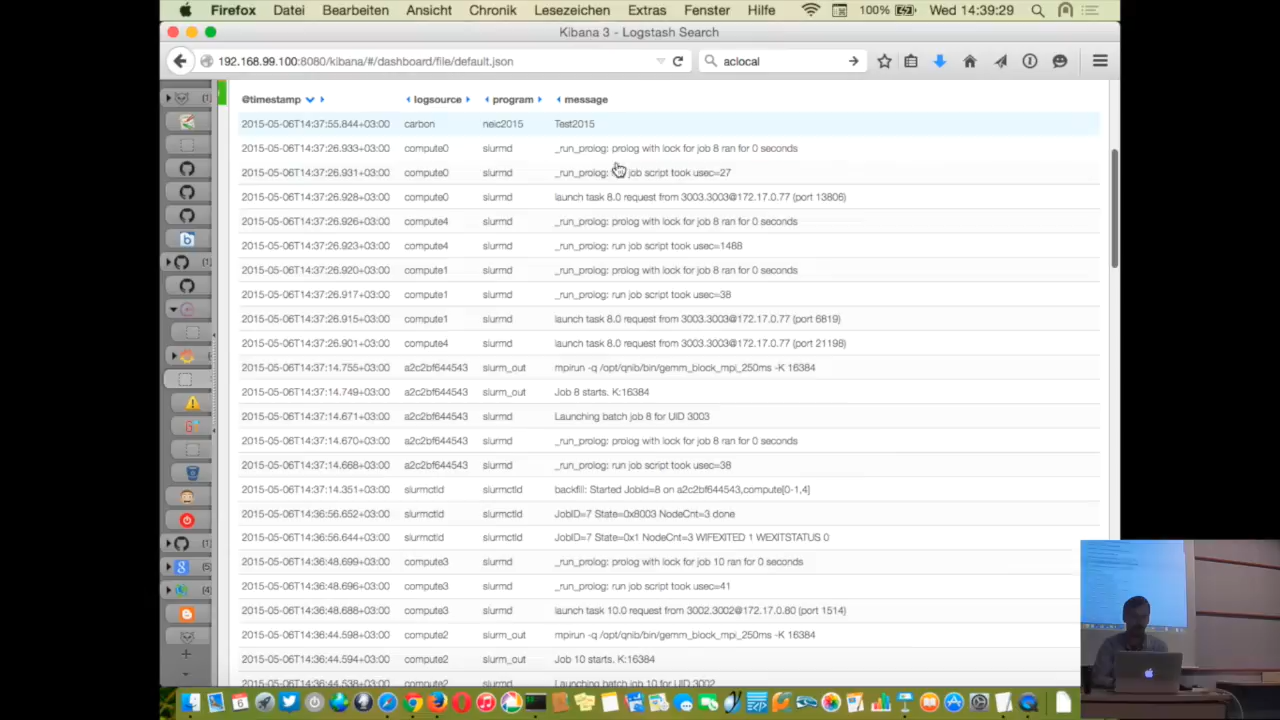 Firefox Datei Bearbeiten Ansicht Chronik Lesezeichen Extras Fenster Hilfe 100% Wed 14:39:29
Kibana 3 - Logstash Search
192.168.99.100:8080/kibana/#/dashboard/file/default.json aclocal
@timestamp logsource program message
2015-05-06T14:37:55.844+03:00 carbon neic2015 Test2015
2015-05-06T14:37:26.933+03:00 compute0 slurmd _run_prolog: prolog with lock for job 8 ran for 0 seconds
2015-05-06T14:37:26.931+03:00 compute0 slurmd _run_prolog: run job script took usec=27
2015-05-06T14:37:26.928+03:00 compute0 slurmd launch task 8.0 request from 3003.3003@172.17.0.77 (port 13806)
2015-05-06T14:37:26.926+03:00 compute4 slurmd _run_prolog: prolog with lock for job 8 ran for 0 seconds
2015-05-06T14:37:26.923+03:00 compute4 slurmd _run_prolog: run job script took usec=1488
2015-05-06T14:37:26.920+03:00 compute1 slurmd _run_prolog: prolog with lock for job 8 ran for 0 seconds
2015-05-06T14:37:26.917+03:00 compute1 slurmd _run_prolog: run job script took usec=38
2015-05-06T14:37:26.915+03:00 compute1 slurmd launch task 8.0 request from 3003.3003@172.17.0.77 (port 6819)
2015-05-06T14:37:26.901+03:00 compute4 slurmd launch task 8.0 request from 3003.3003@172.17.0.77 (port 21198)
2015-05-06T14:37:14.755+03:00 a2c2bf644543 slurm_out mpirun -q /opt/qnib/bin/gemm_block_mpi_250ms -K 16384
2015-05-06T14:37:14.749+03:00 a2c2bf644543 slurm_out Job 8 starts. K:16384
2015-05-06T14:37:14.671+03:00 a2c2bf644543 slurmd Launching batch job 8 for UID 3003
2015-05-06T14:37:14.670+03:00 a2c2bf644543 slurmd _run_prolog: prolog with lock for job 8 ran for 0 seconds
2015-05-06T14:37:14.668+03:00 a2c2bf644543 slurmd _run_prolog: run job script took usec=38
2015-05-06T14:37:14.351+03:00 slurmctld slurmctld backfill: Started JobId=8 on a2c2bf644543,compute[0-1,4]
2015-05-06T14:36:56.652+03:00 slurmctld slurmctld JobID=7 State=0x8003 NodeCnt=3 done
2015-05-06T14:36:56.644+03:00 slurmctld slurmctld JobID=7 State=0x1 NodeCnt=3 WIFEXITED 1 WEXITSTATUS 0
2015-05-06T14:36:48.699+03:00 compute3 slurmd _run_prolog: prolog with lock for job 10 ran for 0 seconds
2015-05-06T14:36:48.696+03:00 compute3 slurmd _run_prolog: run job script took usec=41
2015-05-06T14:36:48.688+03:00 compute3 slurmd launch task 10.0 request from 3002.3002@172.17.0.80 (port 1514)
2015-05-06T14:36:44.598+03:00 compute2 slurm_out mpirun -q /opt/qnib/bin/gemm_block_mpi_250ms -K 16384
2015-05-06T14:36:44.594+03:00 compute2 slurm_out Job 10 starts. K:16384
2015-05-06T14:36:44.532+03:00 compute2 slurmd Launching batch job 10 for UID 3002